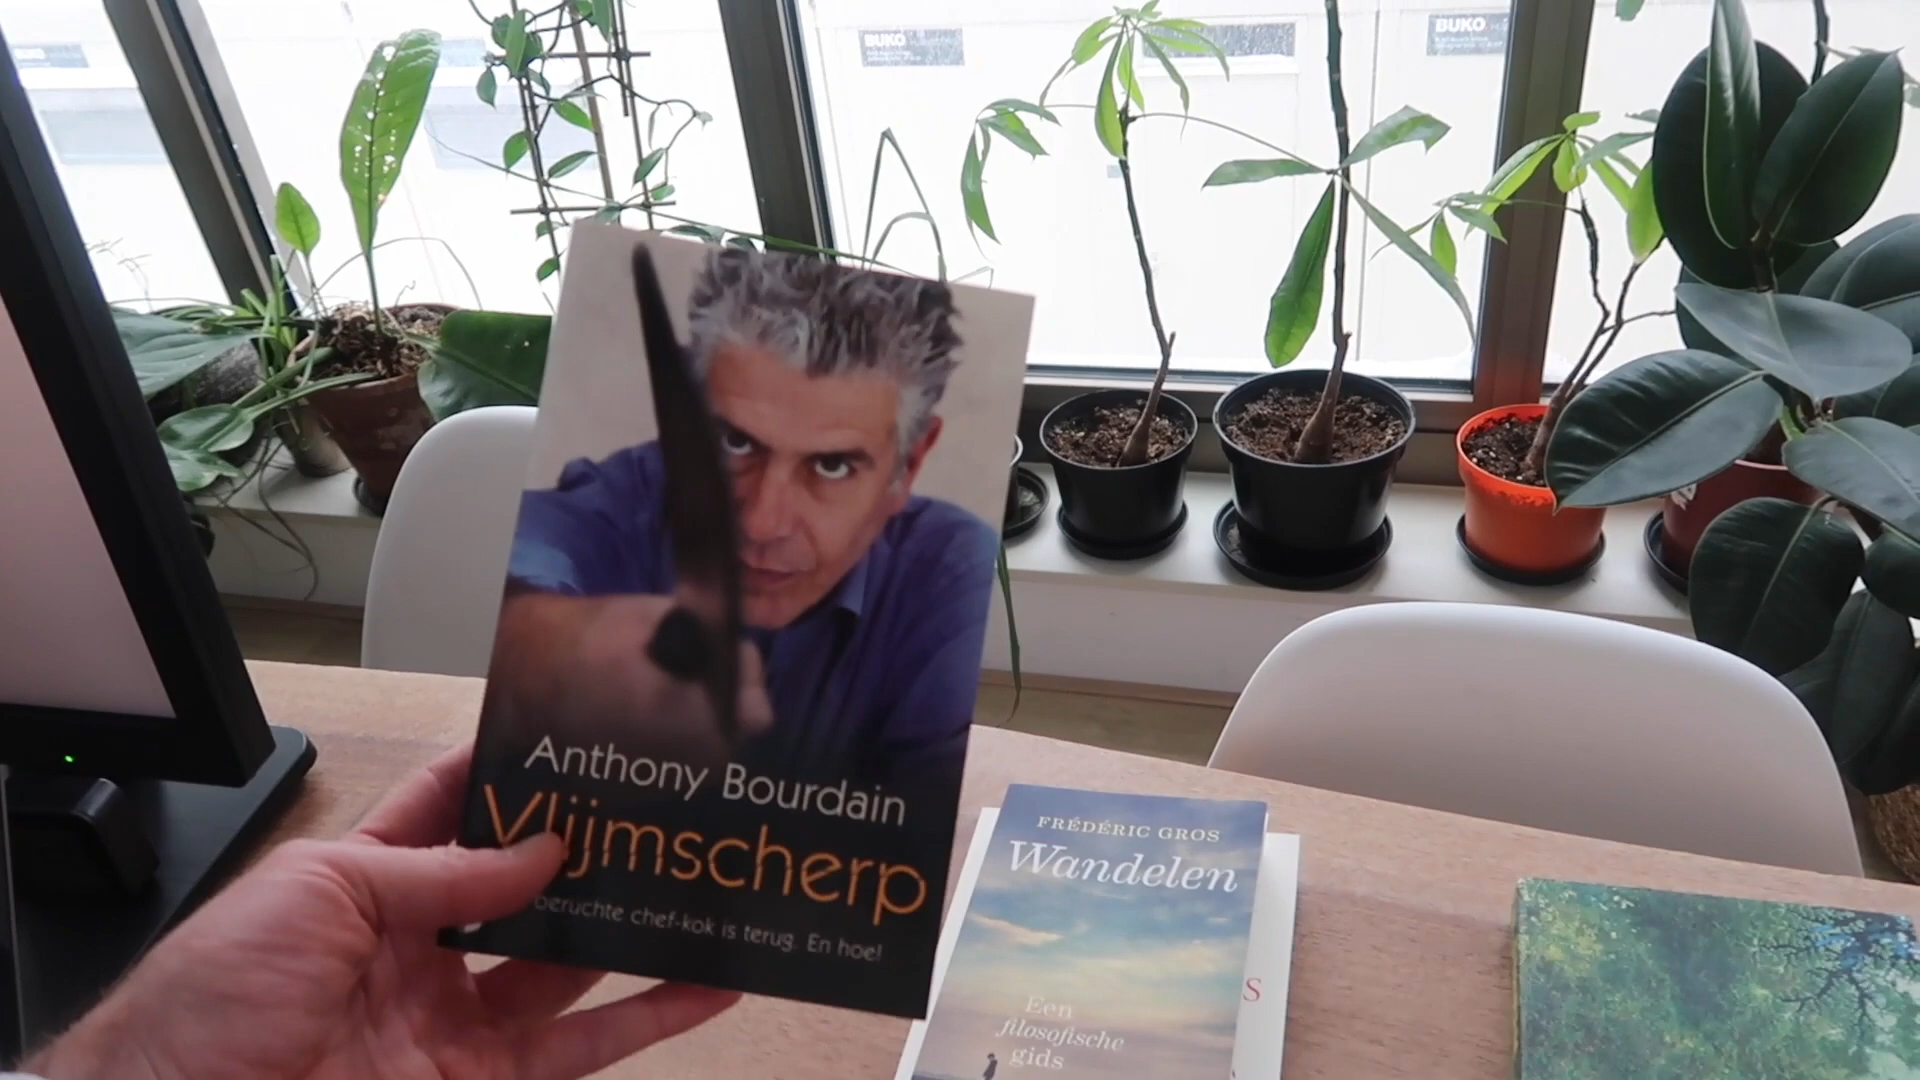 BUKO
BUKO
Anthony Bourdain
Vlijmscherp
beruchte chef-kok is terug. En hoe!
FRÉDÉRIC GROS
Wandelen
Een
filosofische
gids
S